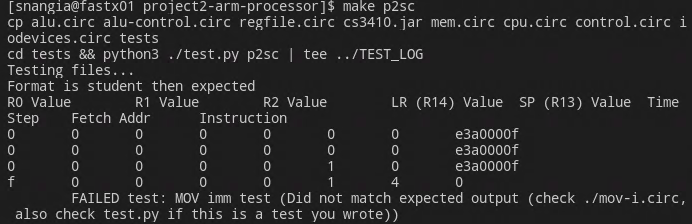 [snangia@fastx01 project2-arm-processor]$ make p2sc
cp alu.circ alu-control.circ regfile.circ cs3410.jar mem.circ cpu.circ control.circ i
odevices.circ tests
cd tests && python3 ./test.py p2sc | tee ../TEST_LOG
Testing files...
Format is student then expected
R0 Value        R1 Value        R2 Value        LR (R14) Value  SP (R13) Value  Time
Step    Fetch Addr      Instruction
0       0       0       0       0       0       e3a0000f
0       0       0       0       0       0       e3a0000f
0       0       0       0       1       0       e3a0000f
f       0       0       0       1       4       0
        FAILED test: MOV imm test (Did not match expected output (check ./mov-i.circ,
 also check test.py if this is a test you wrote))